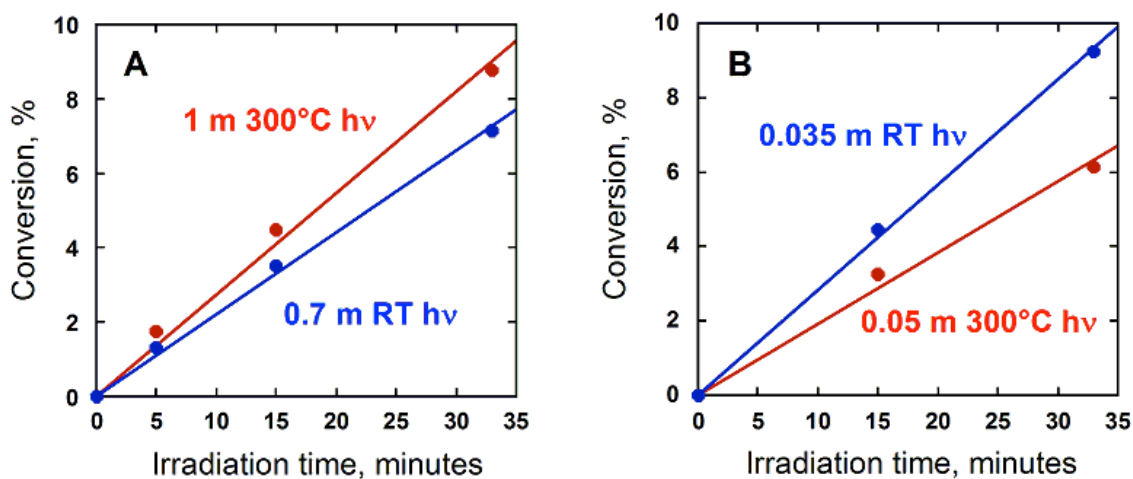 A
Conversion, %
10
8
6
4
2
0
1 m 300°C hν
0.7 m RT hν
0 5 10 15 20 25 30 35
Irradiation time, minutes
B
Conversion, %
10
8
6
4
2
0
0.035 m RT hν
0.05 m 300°C hν
0 5 10 15 20 25 30 35
Irradiation time, minutes